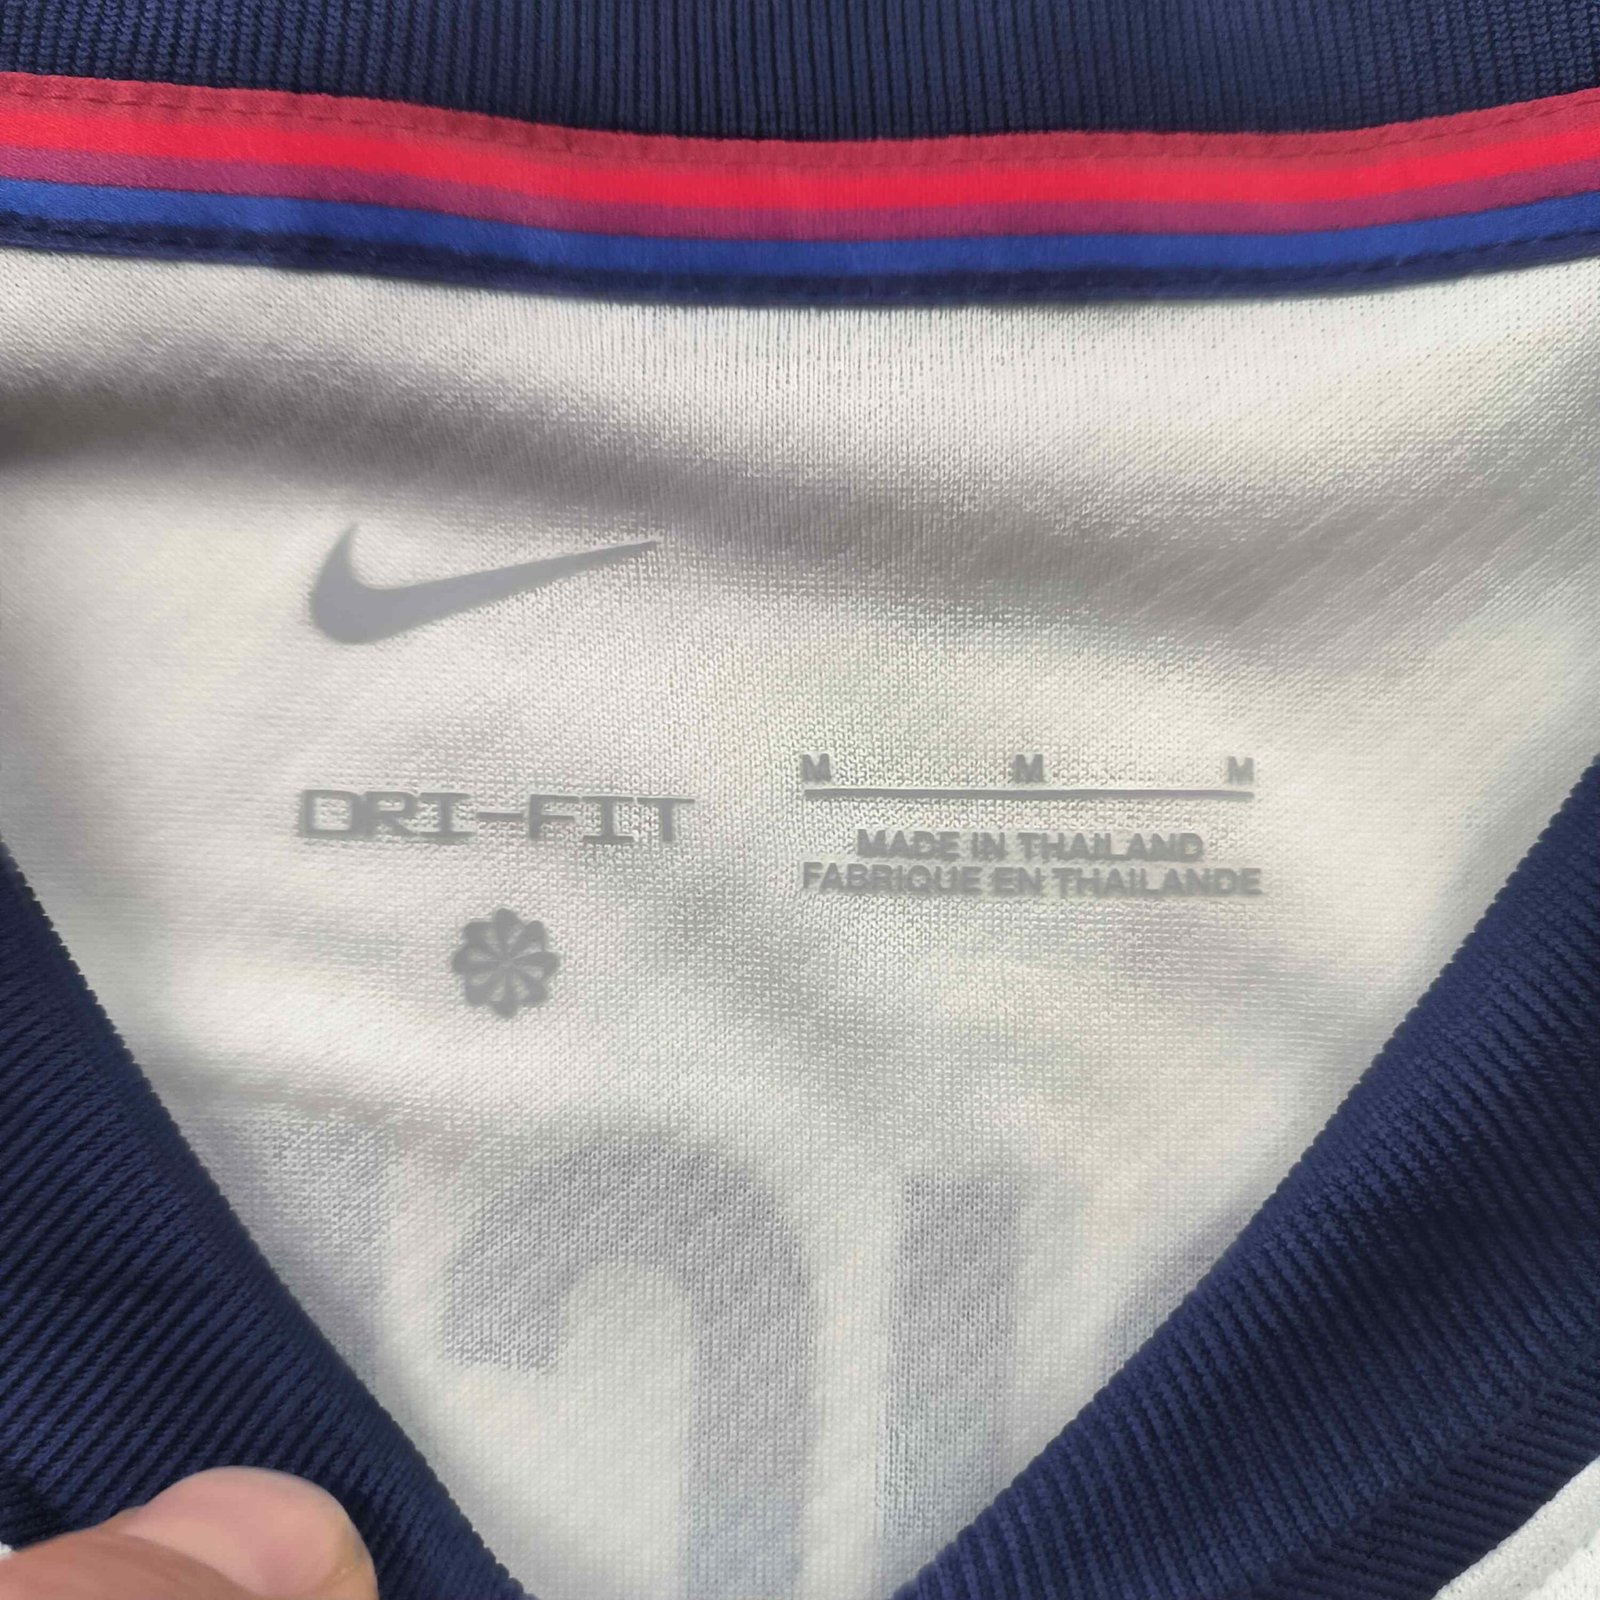 DRI-FIT
M M M
MADE IN THAILAND
FABRIQUE EN THAILANDE